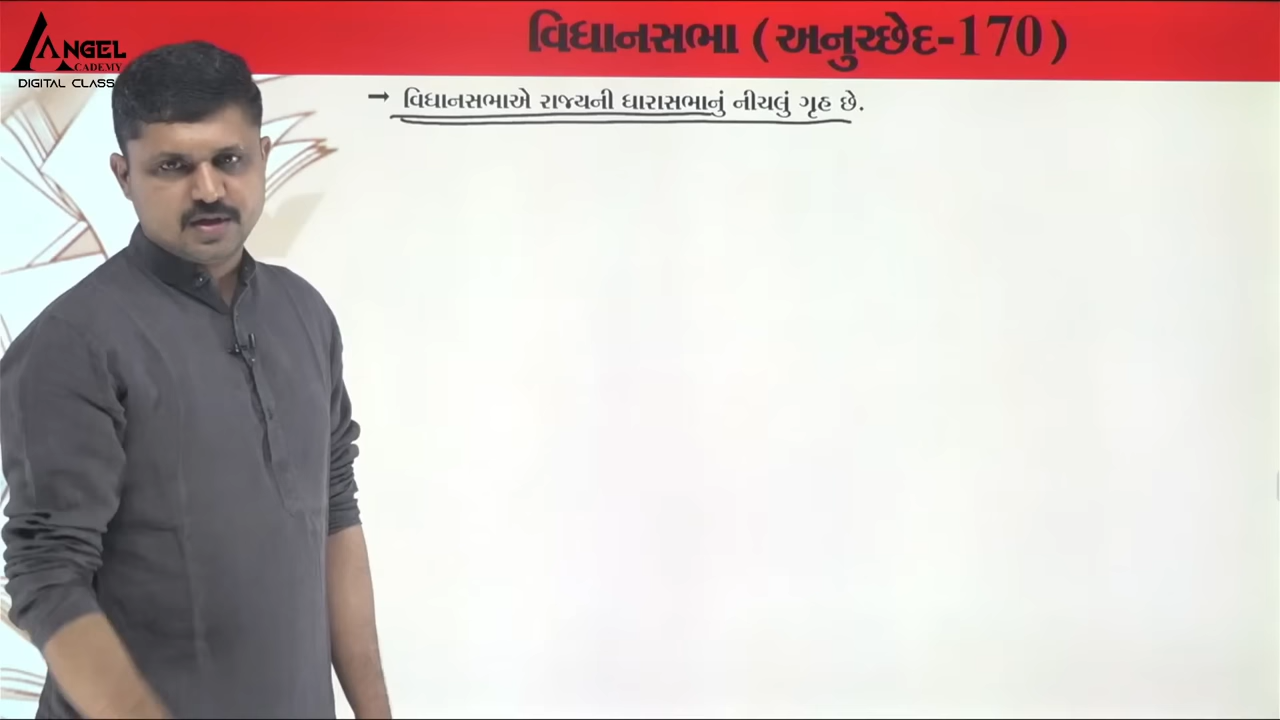 વિધાનસભા (અનુચ્છેદ-170)
ANGEL
ACADEMY
DIGITAL CLASS
→ વિધાનસભાએ રાજ્યની ધારાસભાનું નીચલું ગૃહ છે.